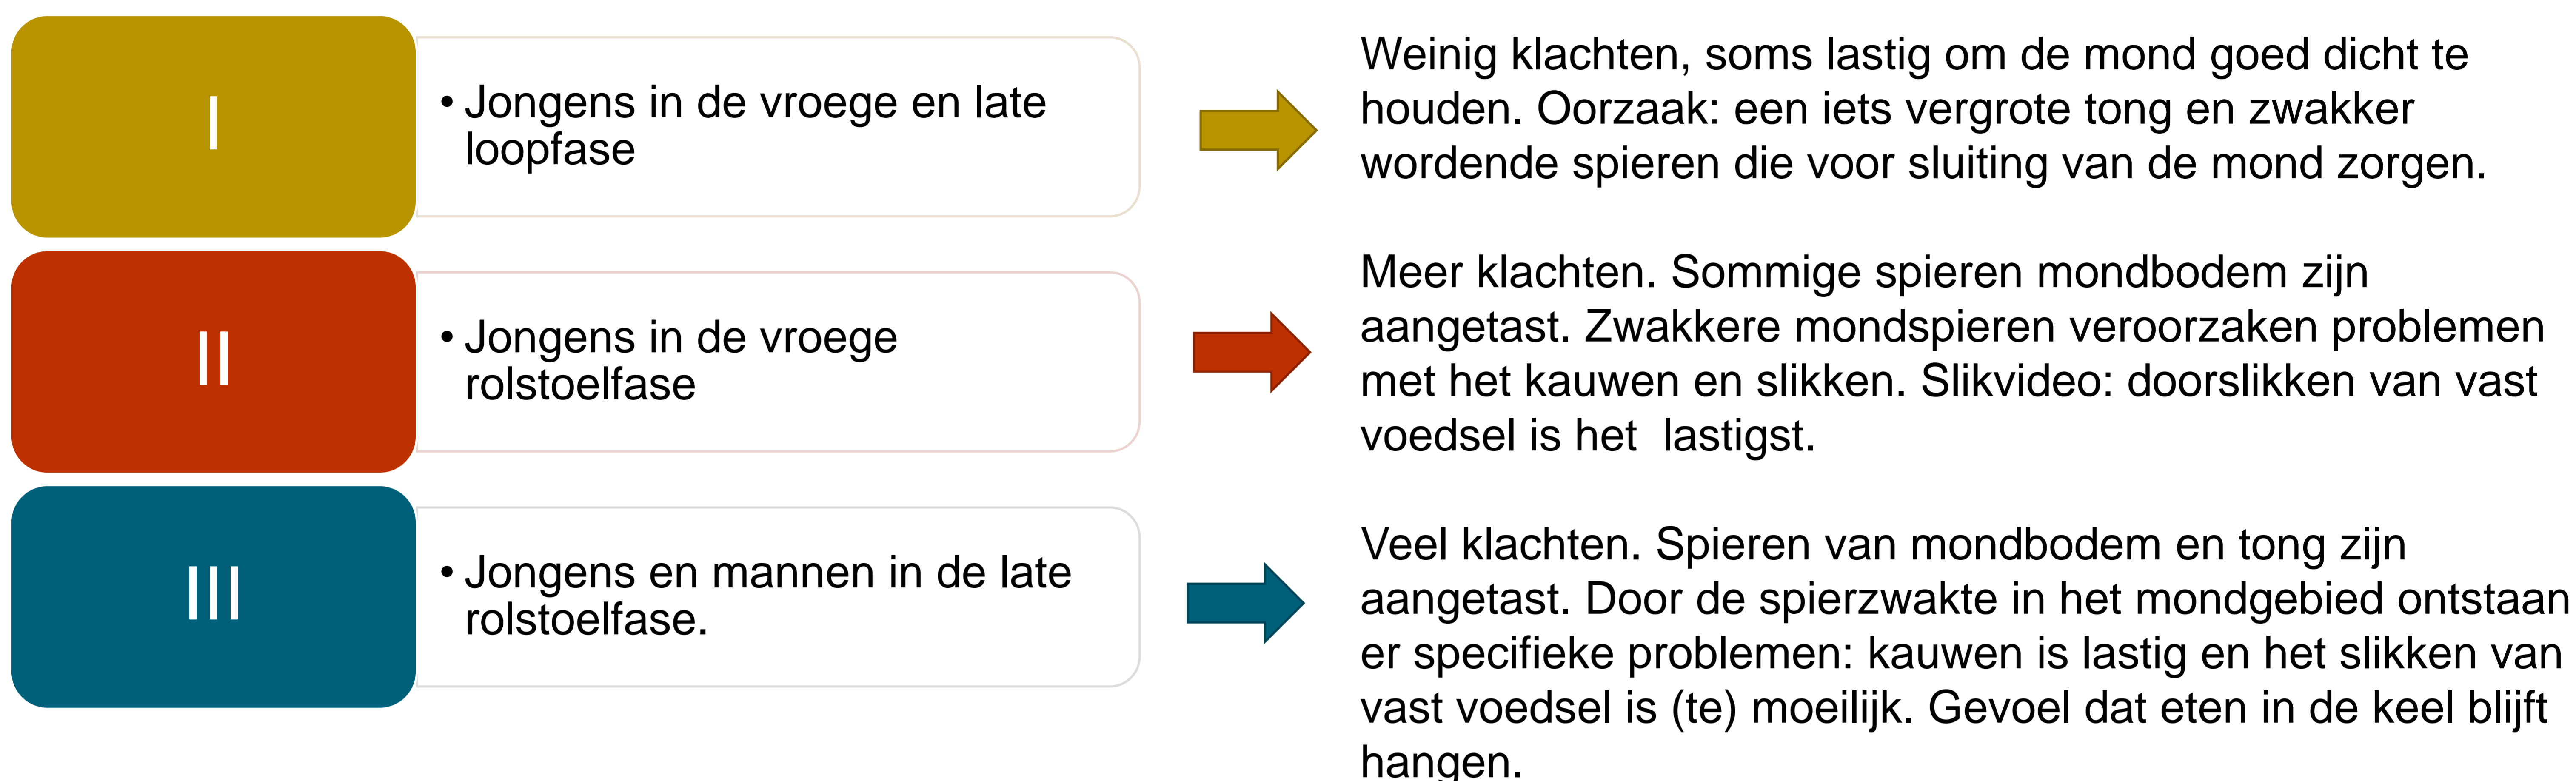 I
• Jongens in de vroege en late
loopfase
Weinig klachten, soms lastig om de mond goed dicht te
houden. Oorzaak: een iets vergrote tong en zwakker
wordende spieren die voor sluiting van de mond zorgen.
II
• Jongens in de vroege
rolstoelfase
Meer klachten. Sommige spieren mondbodem zijn
aangetast. Zwakkere mondspieren veroorzaken problemen
met het kauwen en slikken. Slikvideo: doorslikken van vast
voedsel is het  lastigst.
III
• Jongens en mannen in de late
rolstoelfase.
Veel klachten. Spieren van mondbodem en tong zijn
aangetast. Door de spierzwakte in het mondgebied ontstaan
er specifieke problemen: kauwen is lastig en het slikken van
vast voedsel is (te) moeilijk. Gevoel dat eten in de keel blijft
hangen.